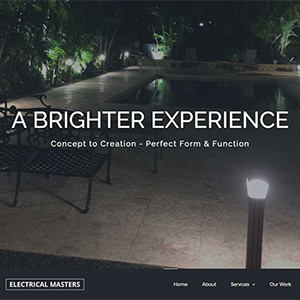 A BRIGHTER EXPERIENCE
Concept to Creation - Perfect Form & Function
ELECTRICAL MASTERS
Home About Services Our Work